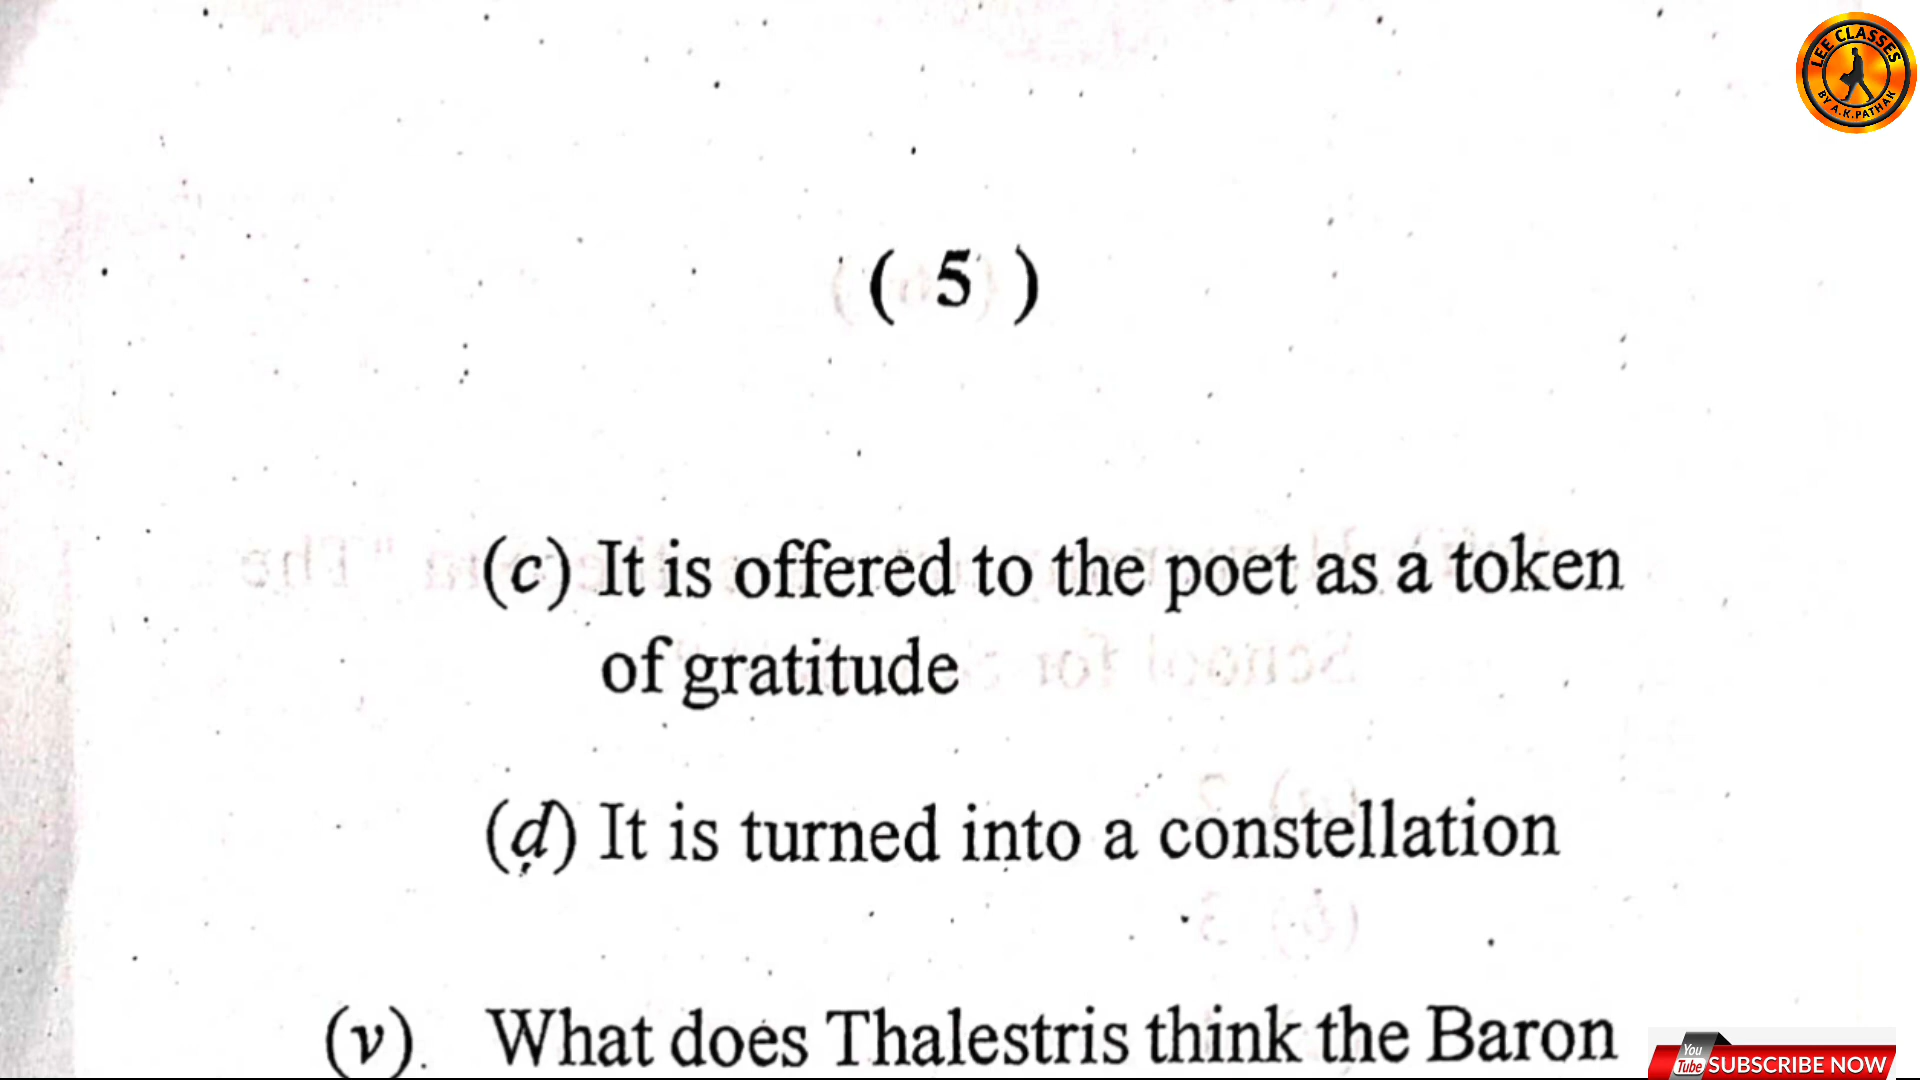 LEE CLASSES
BY A.K.PATHAK
( 5 )
(c) It is offered to the poet as a token
of gratitude
(d) It is turned into a constellation
(v). What does Thalestris think the Baron
You
Tube SUBSCRIBE NOW